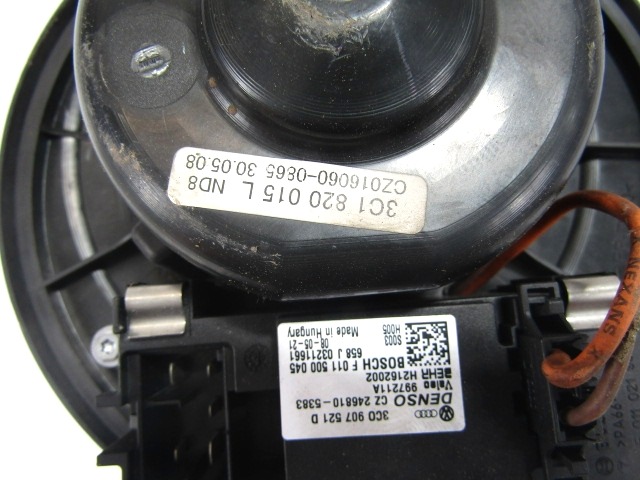 3C1 820 015 L ND8
CZ016060-0865 30.05.08
3C0 907 521 D
DENSO CZ 246810-5383
Valeo 997211A
BEHR H2162002
BOSCH F 011 500 045
658 03211661
08-05-21
Made in Hungary
S003
H005
NEXANS